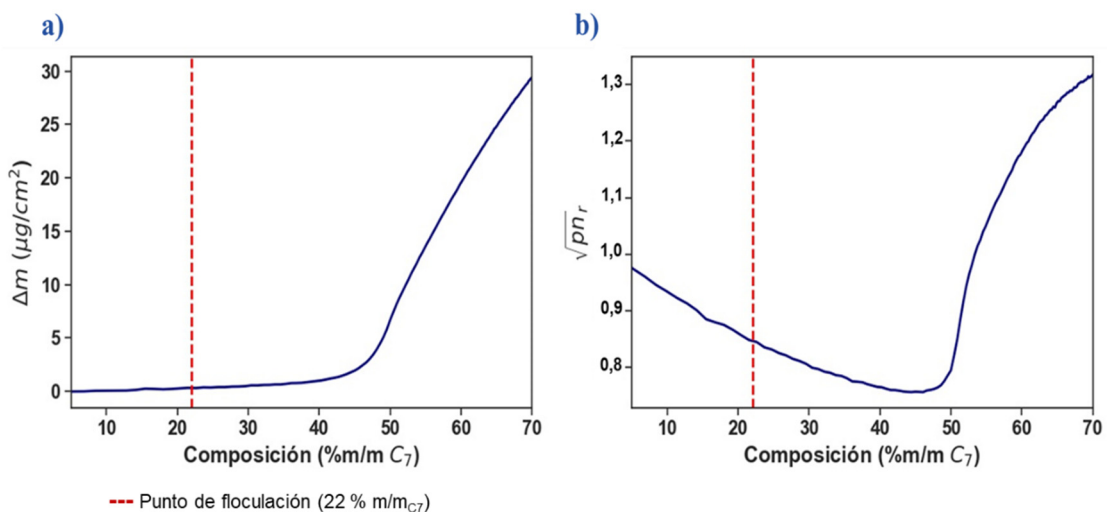 a)
30
25
20
15
10
5
0
Δm (μg/cm²)
10 20 30 40 50 60 70
Composición (%m/m C₇)
b)
1,3
1,2
1,1
1,0
0,9
0,8
√pn_r
10 20 30 40 50 60 70
Composición (%m/m C₇)
Punto de floculación (22 % m/m_C7)